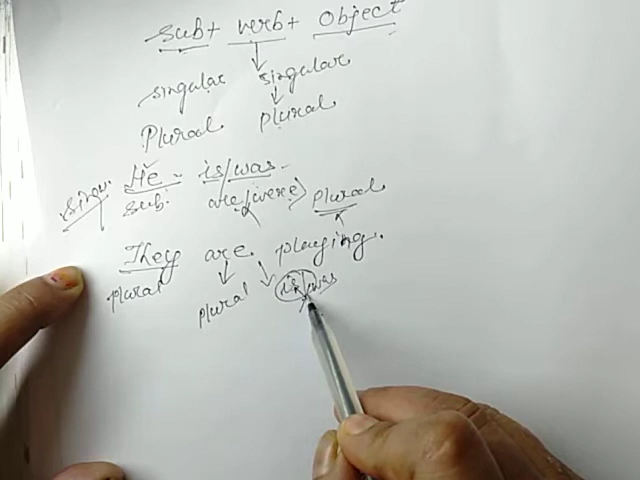 sub + verb + object
singular singular
Plural plural
singu. He - is/was -
sub. are/were> plural
They are playing.
plural plural is/was